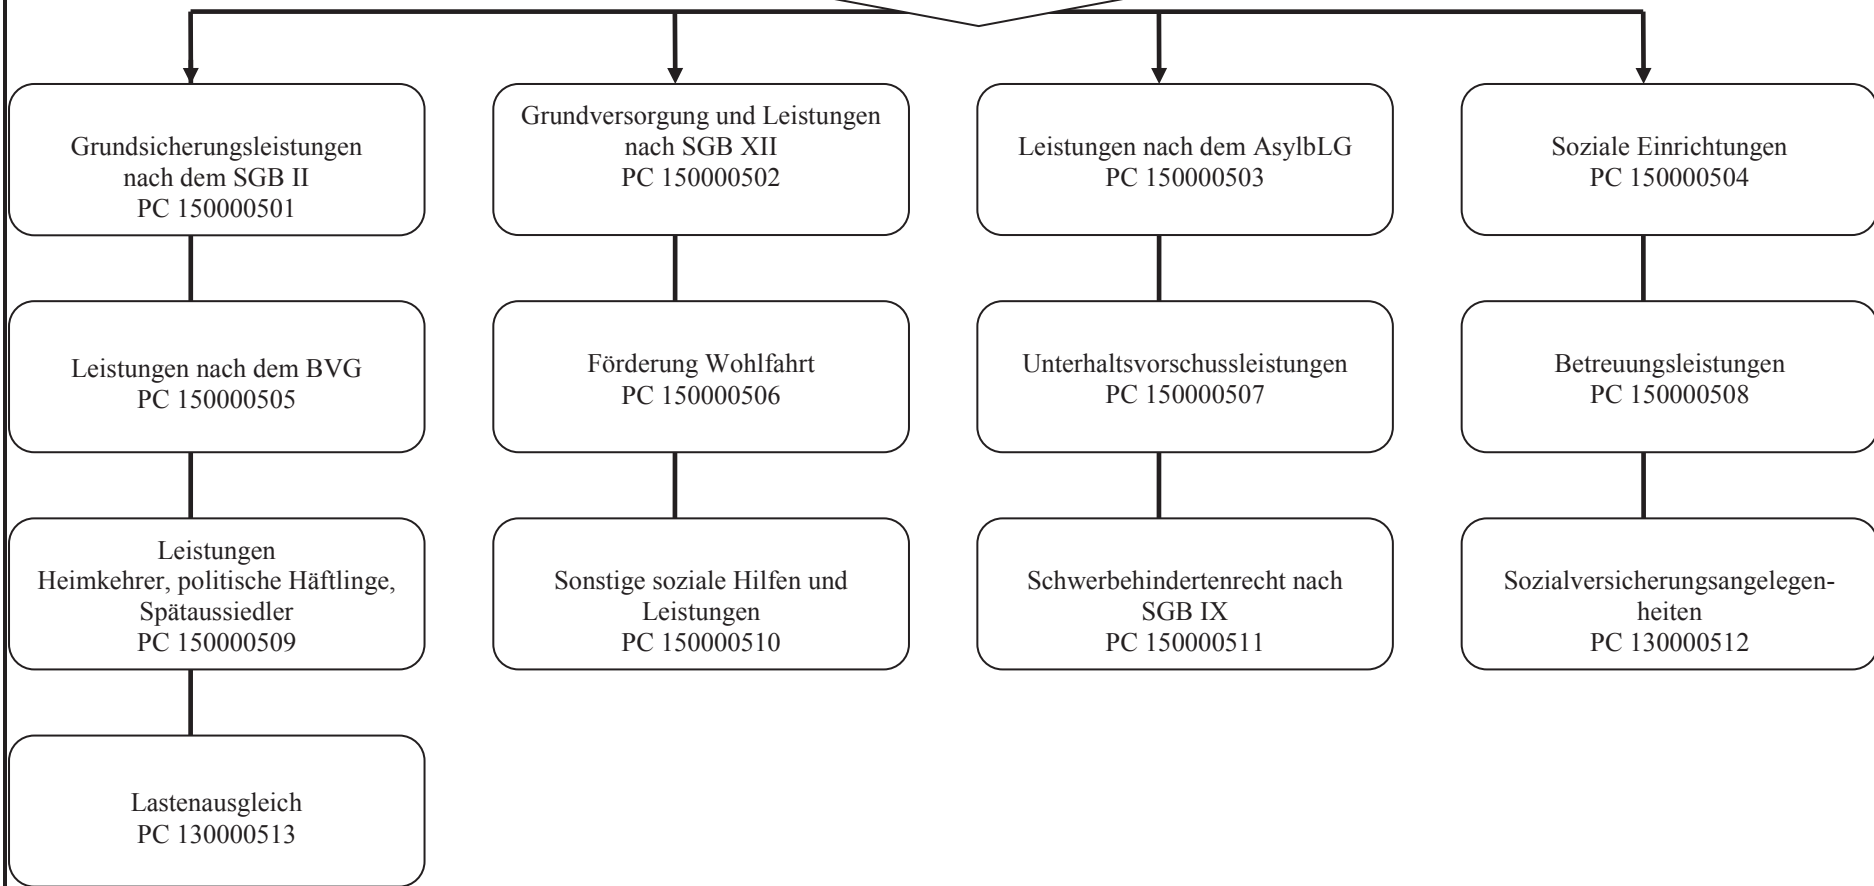 Grundsicherungsleistungen
nach dem SGB II
PC 150000501
Grundversorgung und Leistungen
nach SGB XII
PC 150000502
Leistungen nach dem AsylbLG
PC 150000503
Soziale Einrichtungen
PC 150000504
Leistungen nach dem BVG
PC 150000505
Förderung Wohlfahrt
PC 150000506
Unterhaltsvorschussleistungen
PC 150000507
Betreuungsleistungen
PC 150000508
Leistungen
Heimkehrer, politische Häftlinge,
Spätaussiedler
PC 150000509
Sonstige soziale Hilfen und
Leistungen
PC 150000510
Schwerbehindertenrecht nach
SGB IX
PC 150000511
Sozialversicherungsangelegen-
heiten
PC 130000512
Lastenausgleich
PC 130000513